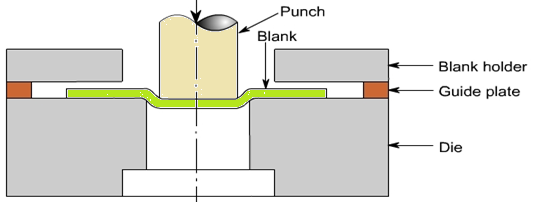 Punch
Blank
Blank holder
Guide plate
Die